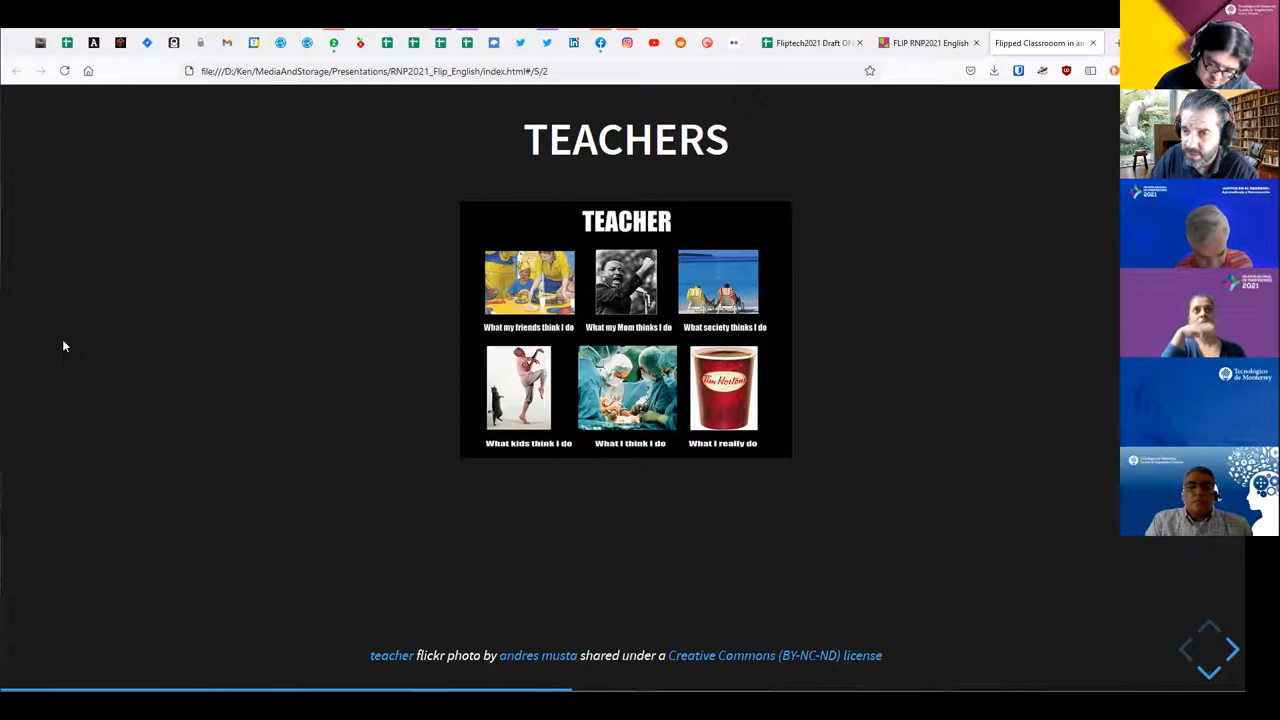 Fliptech2021 Draft ON
FLIP RNP2021 English
Flipped Classrooom in an
file:///D:/Ken/MediaAndStorage/Presentations/RNP2021_Flip_English/index.html#/5/2
TEACHERS
TEACHER
What my friends think I do
What my Mom thinks I do
What society thinks I do
Tim Hortons
What kids think I do
What I think I do
What I really do
teacher flickr photo by andres musta shared under a Creative Commons (BY-NC-ND) license
2021
2021
Tecnológico
de Monterrey